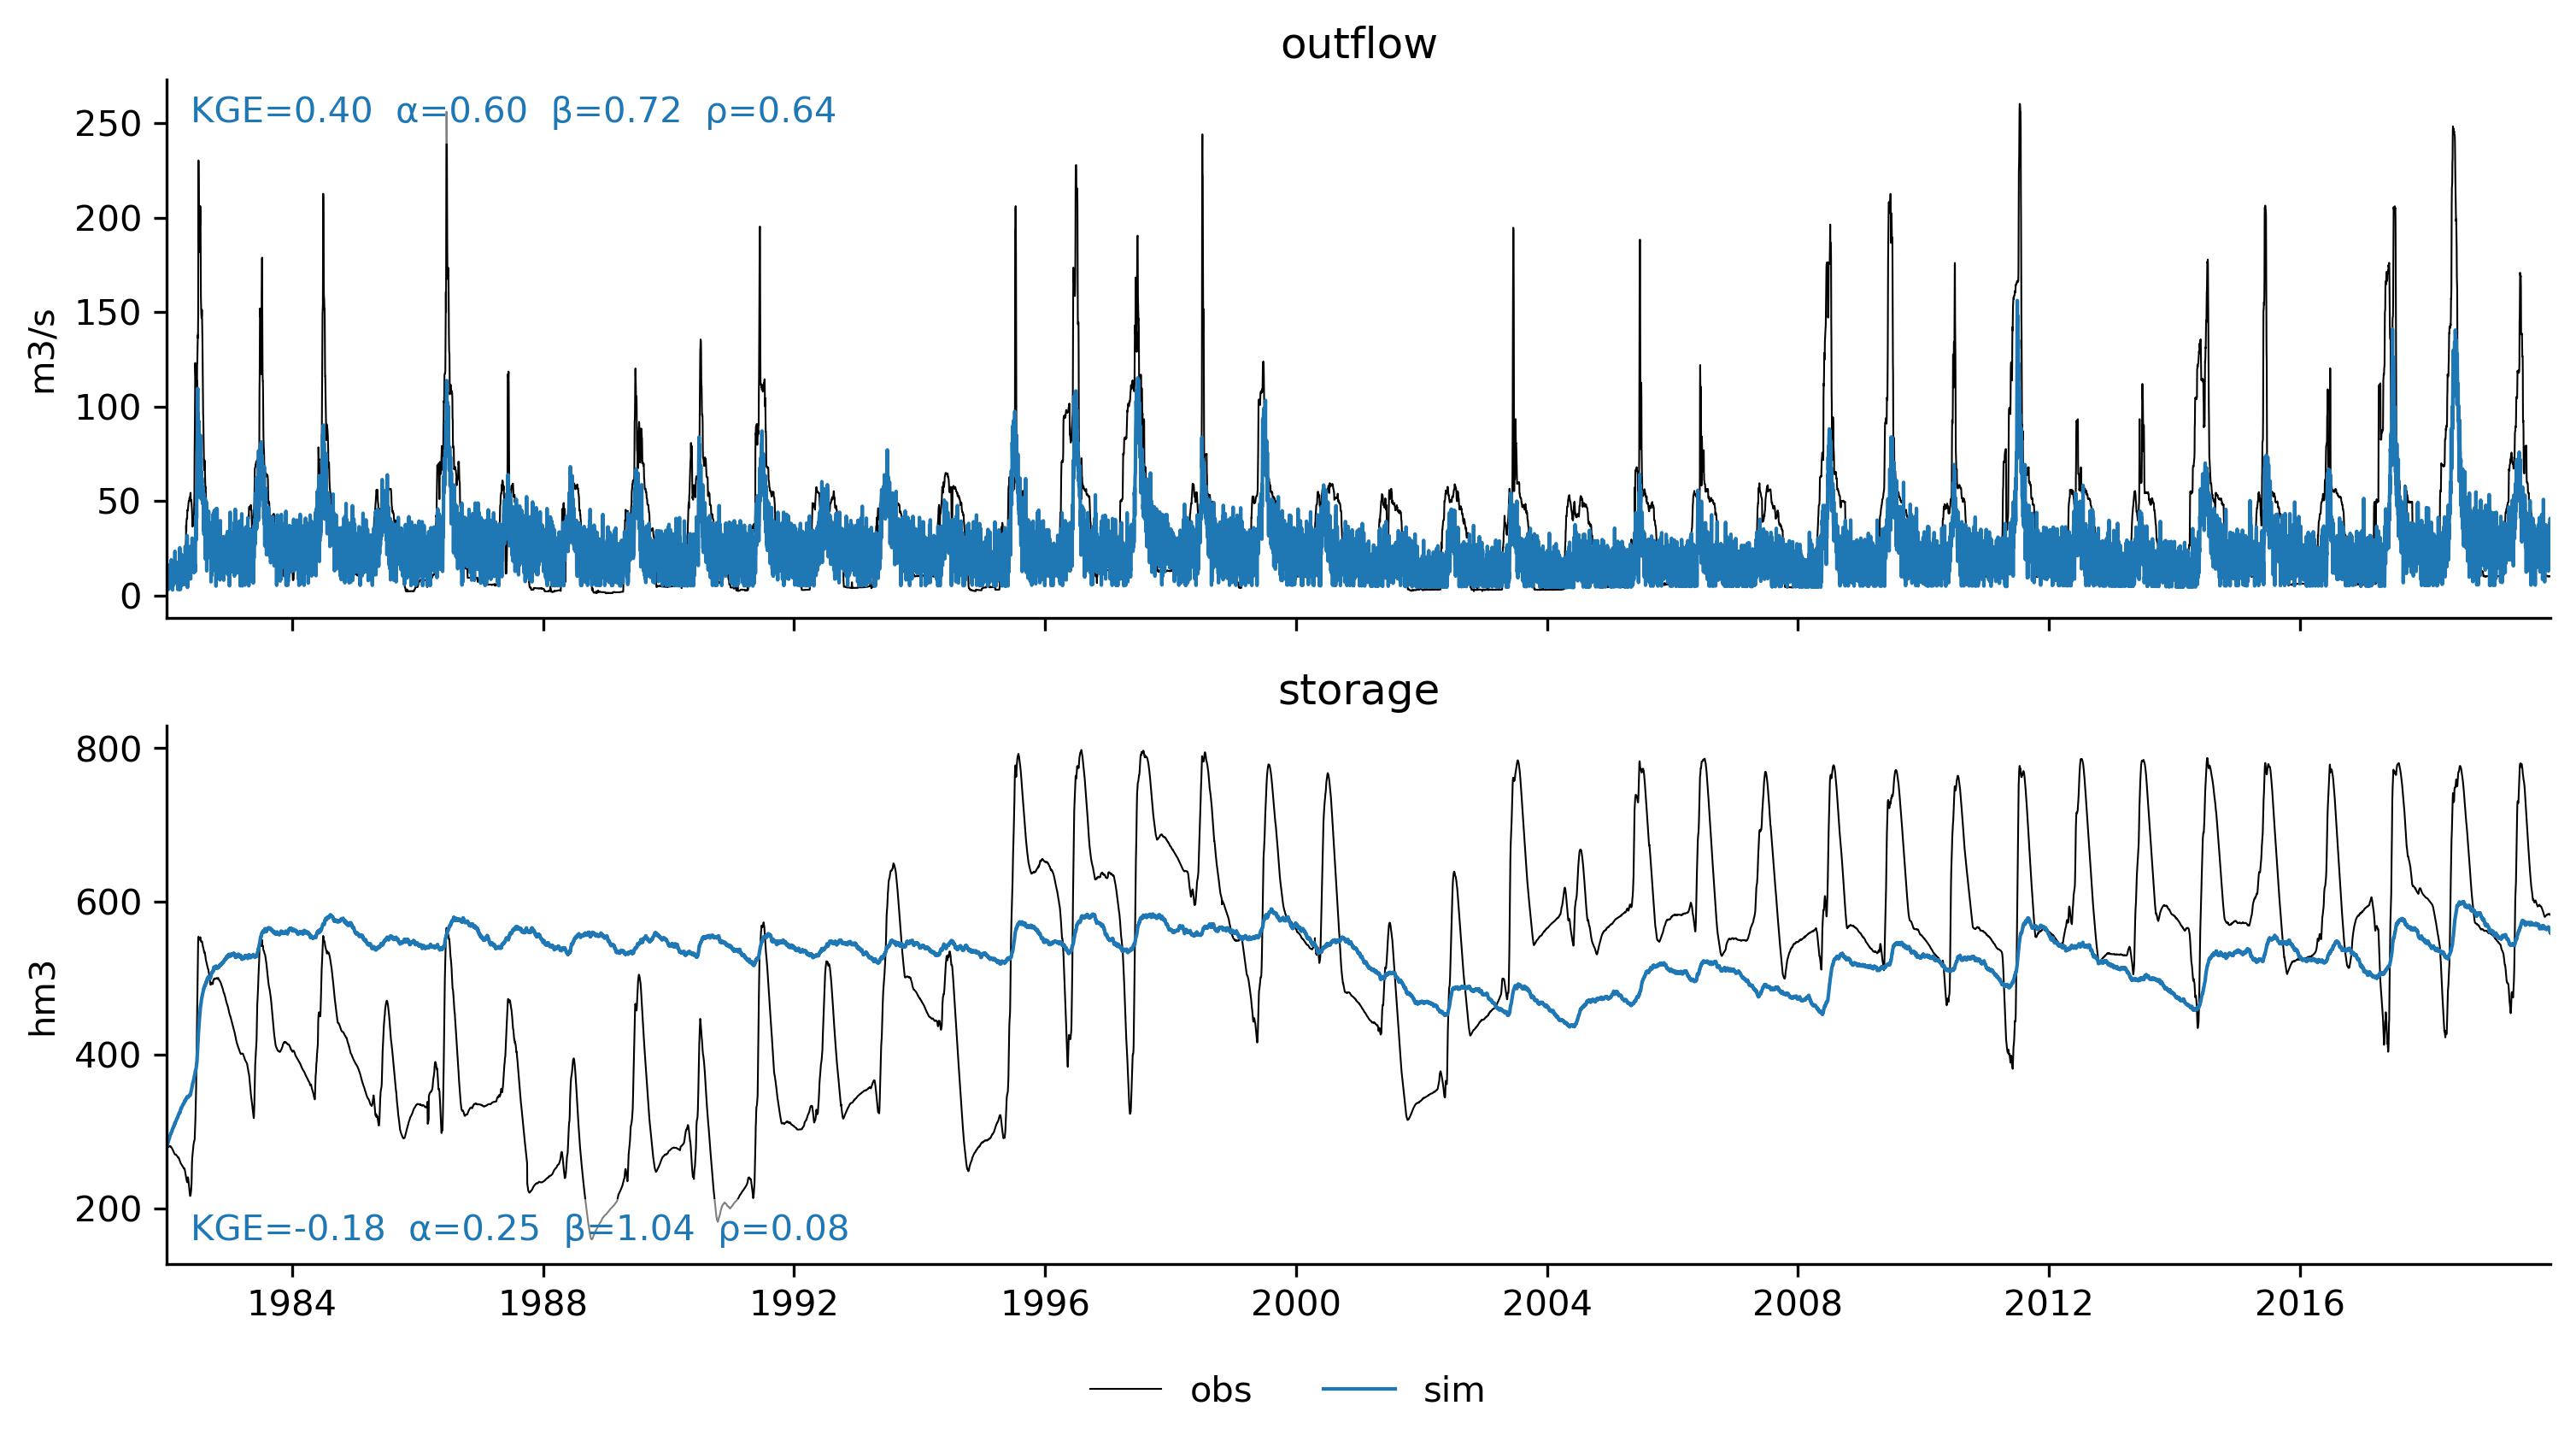 outflow
KGE=0.40 α=0.60 β=0.72 ρ=0.64
250
200
150
100
50
0
m3/s
storage
800
600
400
200
hm3
KGE=-0.18 α=0.25 β=1.04 ρ=0.08
1984 1988 1992 1996 2000 2004 2008 2012 2016
obs sim